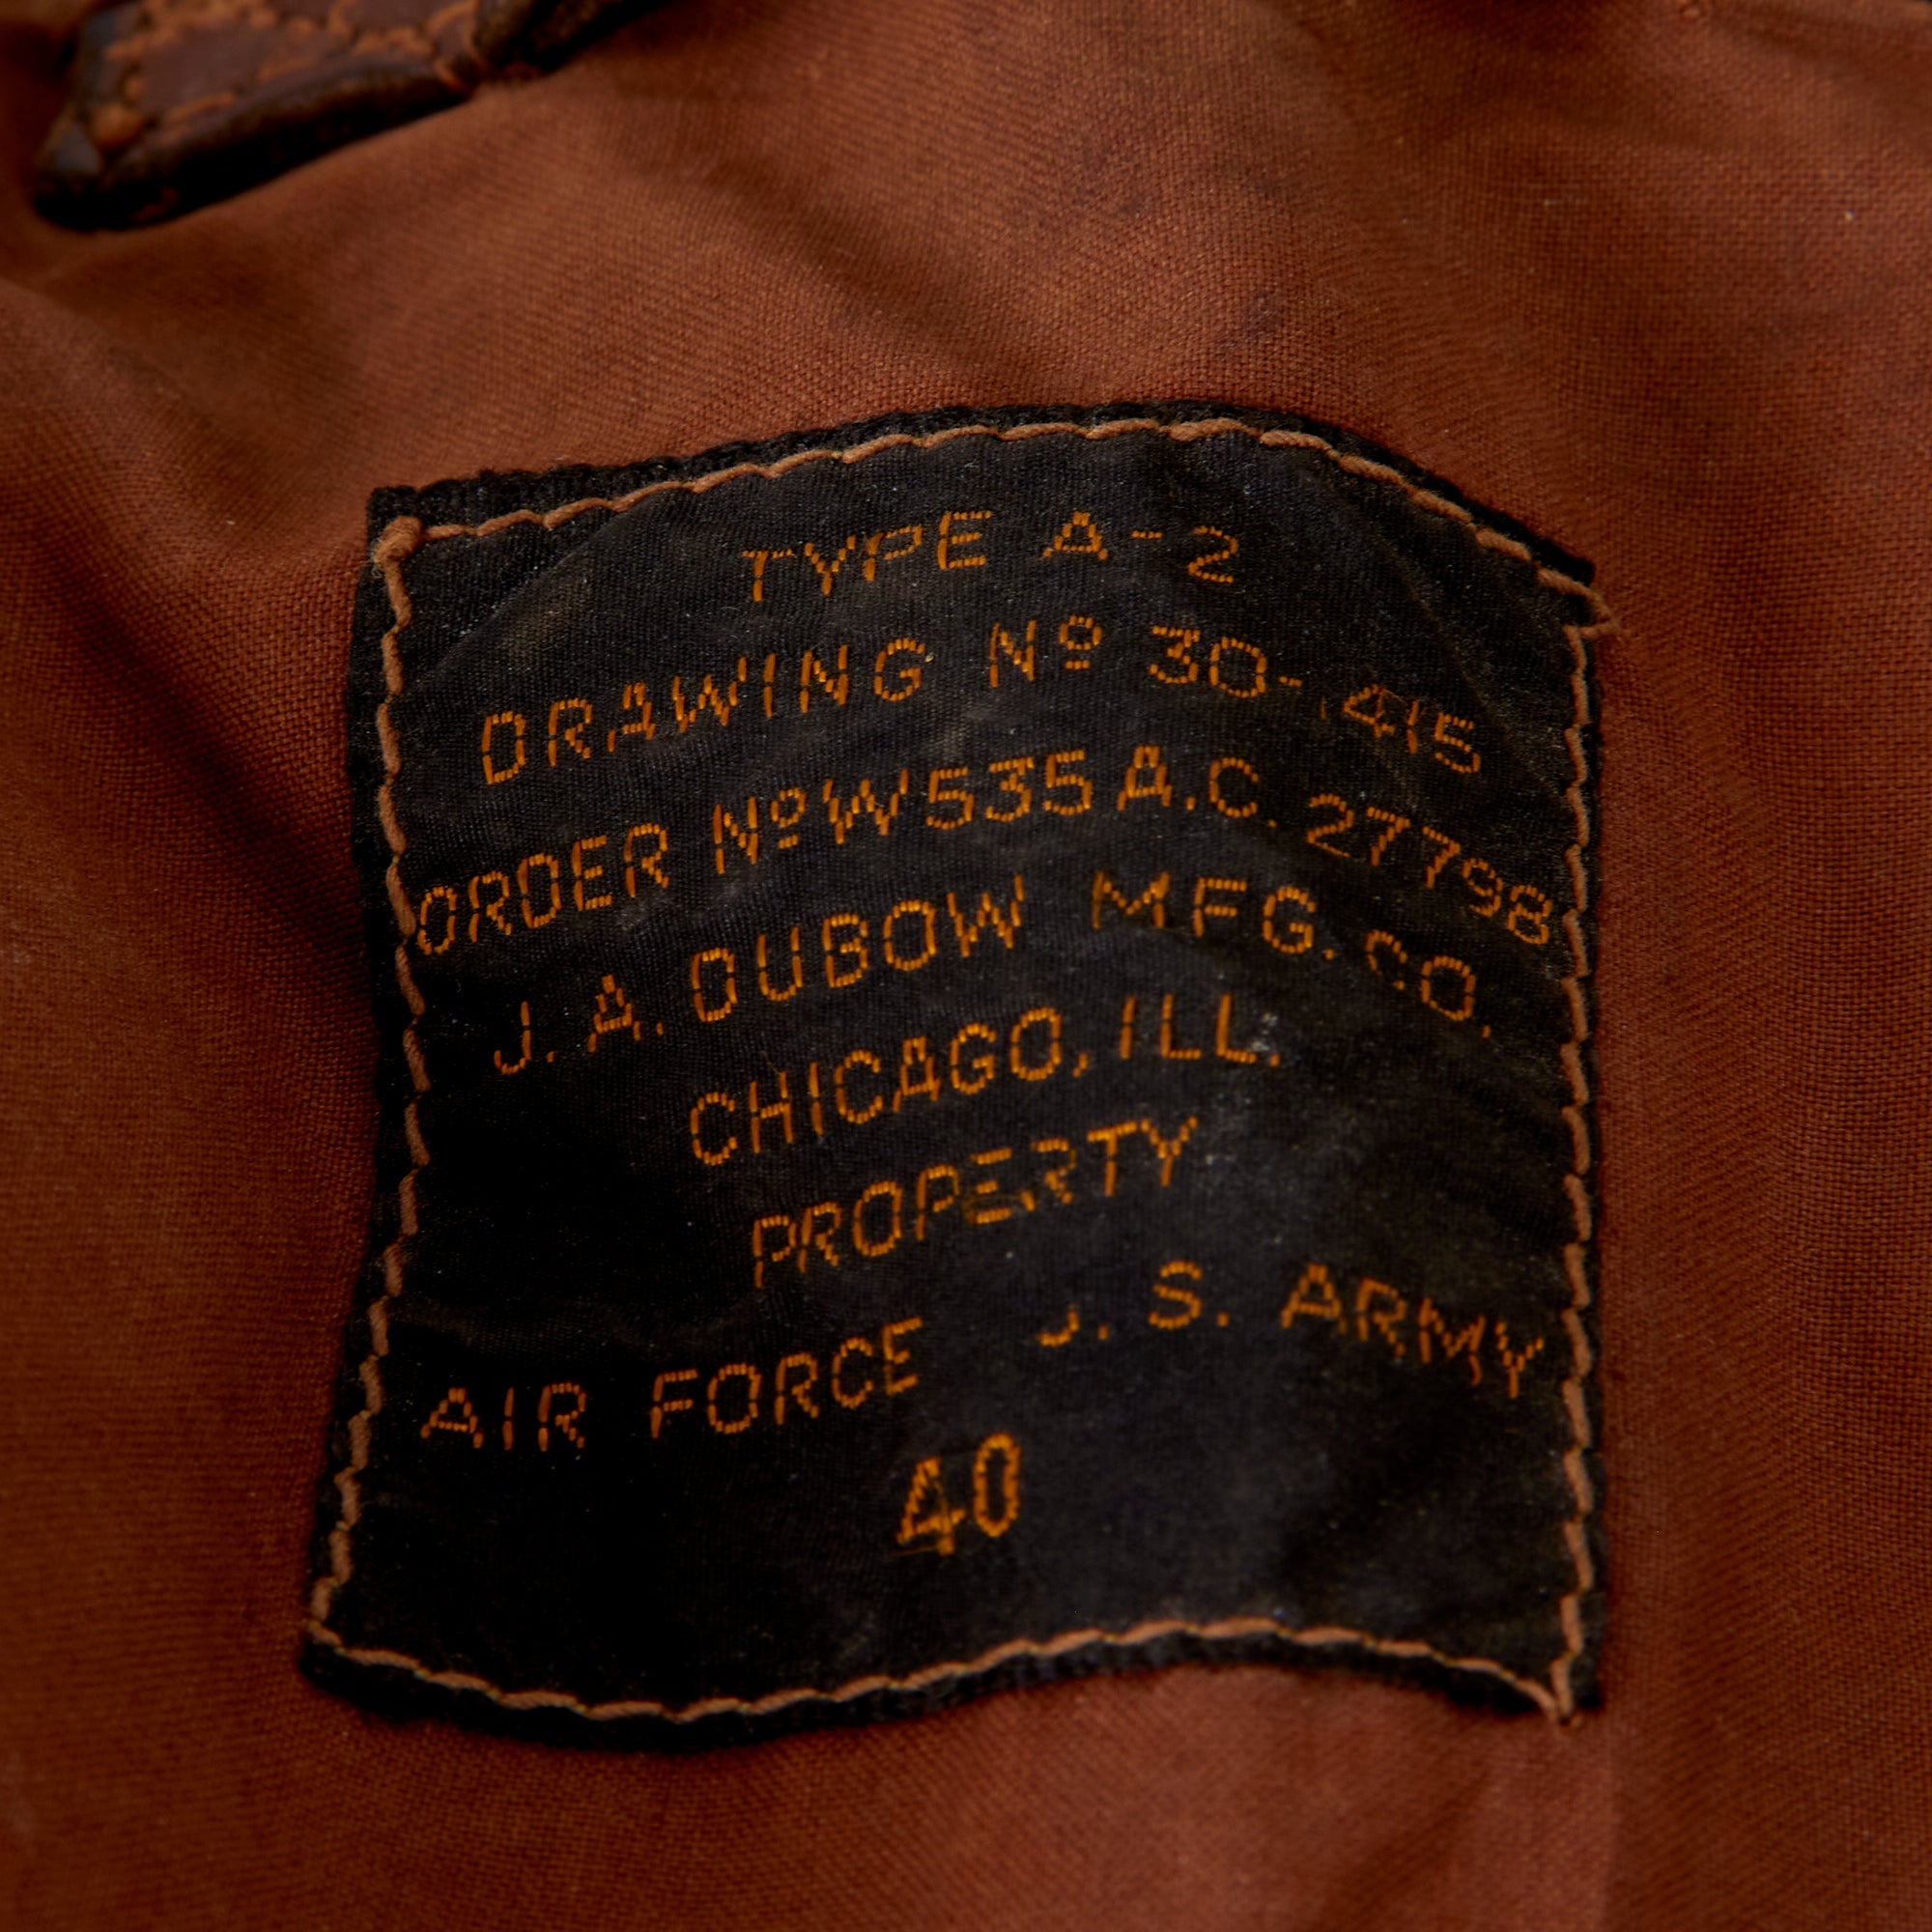 TYPE A-2
DRAWING Nº 30-1415
ORDER Nº W535 A.C. 27798
J. A. DUBOW MFG. CO.
CHICAGO, ILL.
PROPERTY
AIR FORCE U. S. ARMY
40